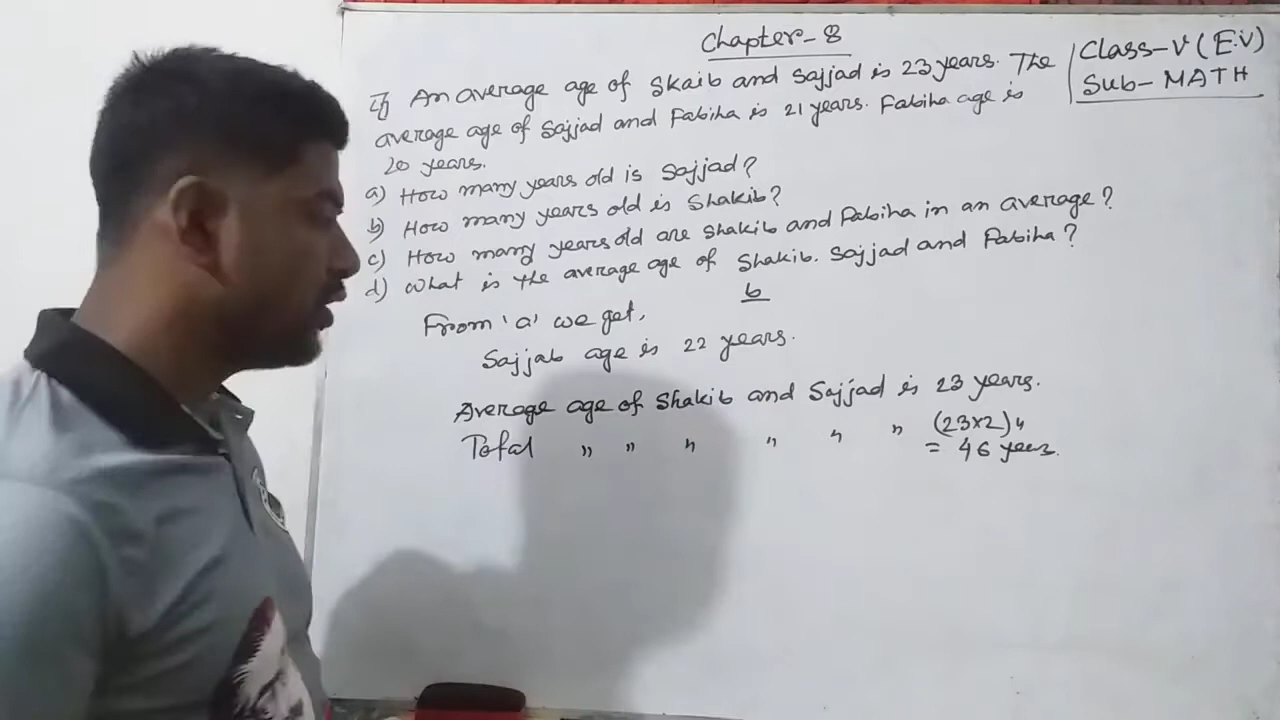 Chapter-8
Class-V (E.V)
Sub-MATH
An average age of Skaib and Sajjad is 23 years. The
average age of Sajjad and Fabiha is 21 years. Fabiha age is
20 years.
a) How many years old is Sajjad?
b) How many years old is Shakib?
c) How many years old are Shakib and Fabiha in an average?
d) What is the average age of Shakib. Sajjad and Fabiha?
b
From 'a' we get,
Sajjab age is 22 years.
Average age of Shakib and Sajjad is 23 years.
Total " " " " " " (23×2) "
= 46 years.